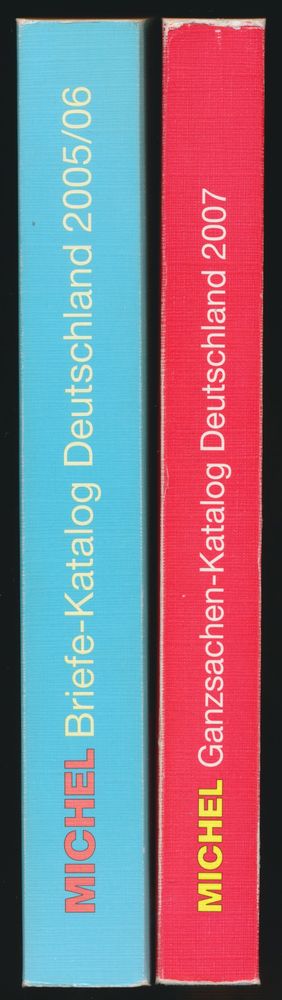 MICHEL Briefe-Katalog Deutschland 2005/06
MICHEL Ganzsachen-Katalog Deutschland 2007